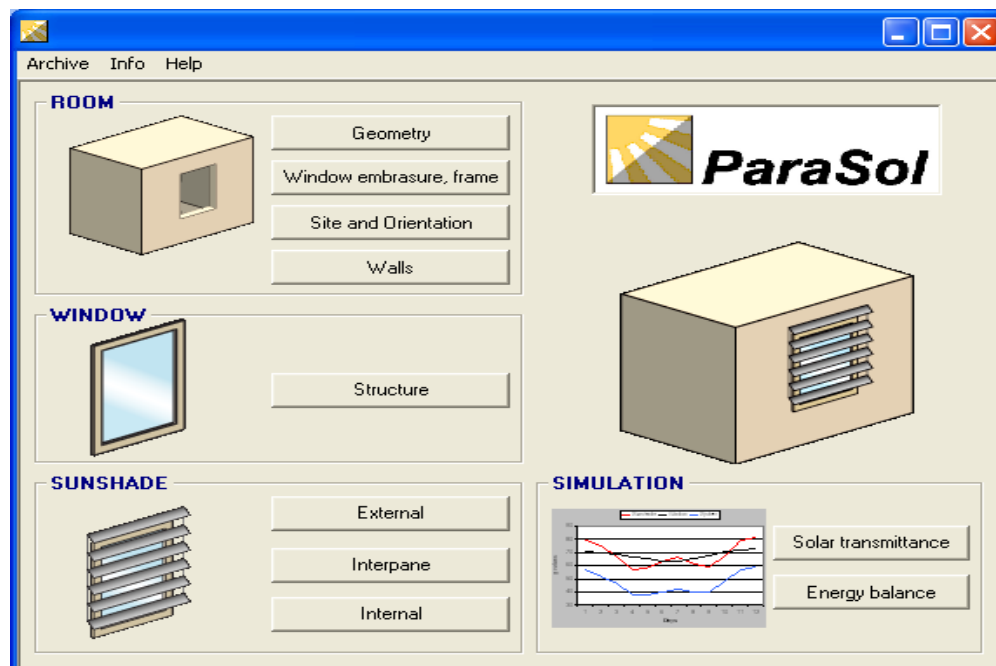 Archive Info Help
ROOM
Geometry
Window embrasure, frame
Site and Orientation
Walls
ParaSol
WINDOW
Structure
SUNSHADE
External
Interpane
Internal
SIMULATION
Solar transmittance
Energy balance